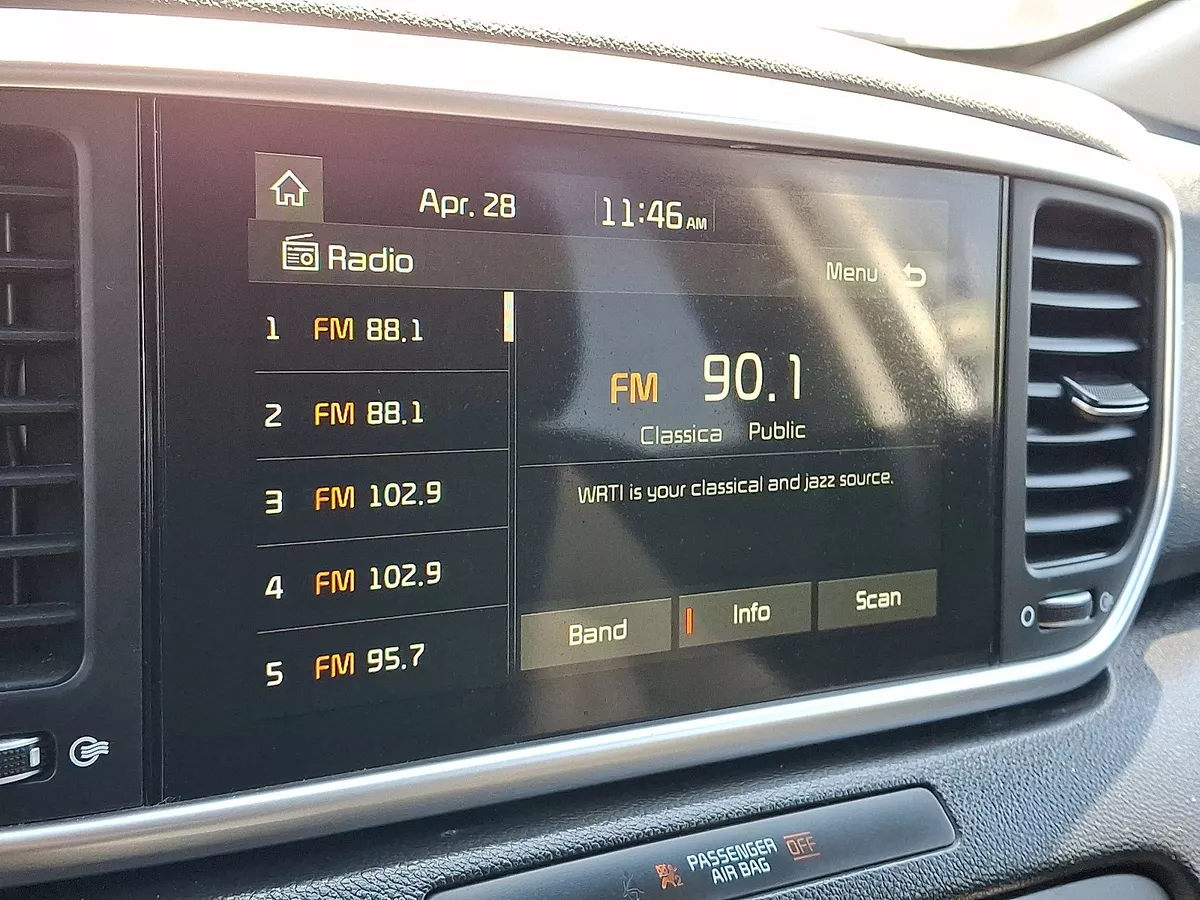 Apr. 28 11:46 AM
Radio
Menu
1 FM 88.1
2 FM 88.1
3 FM 102.9
4 FM 102.9
5 FM 95.7
FM 90.1
Classica Public
WRTI is your classical and jazz source.
Band Info Scan
PASSENGER
AIR BAG
OFF